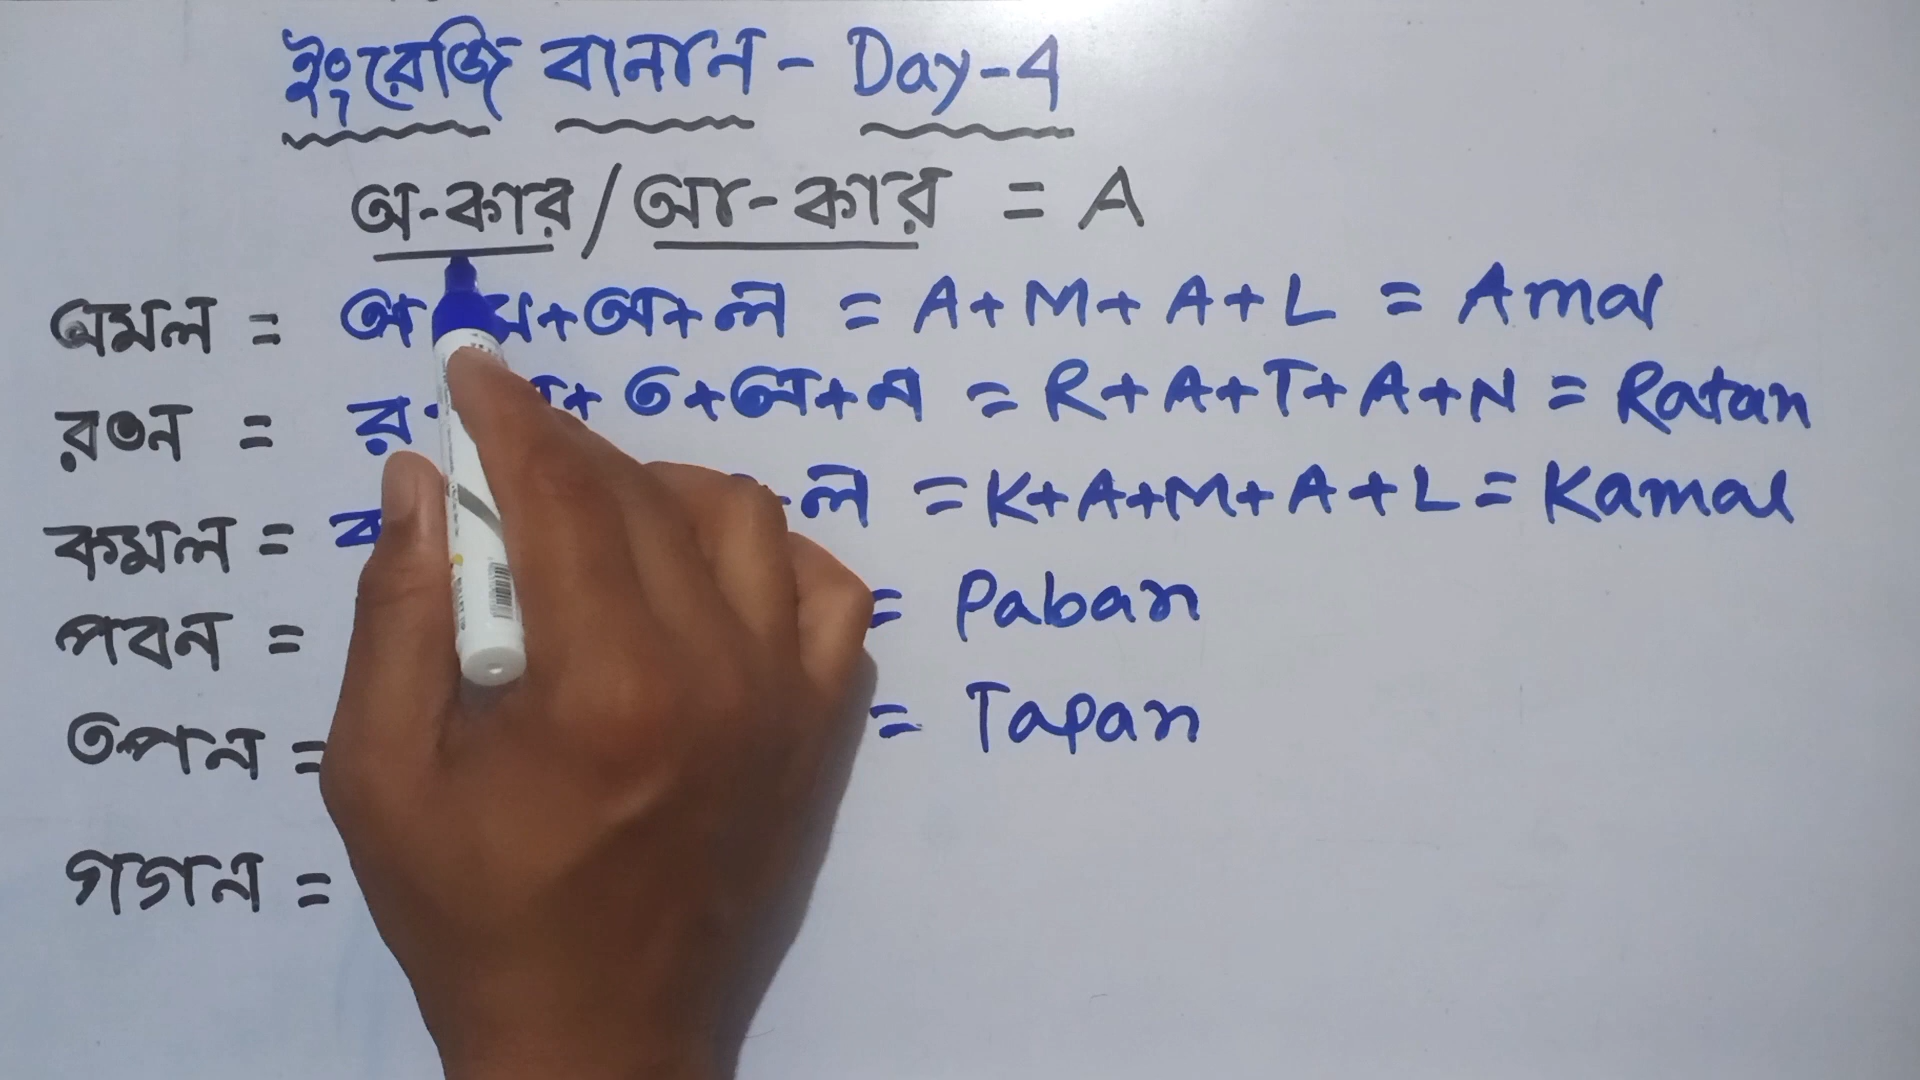 ইংরেজি বানান - Day-4
অ-কার/আ-কার = A
অমল = অ+ম+অ+ল = A+M+A+L = Amal
রতন = র + ত+অ+ন = R+A+T+A+N = Ratan
কমল = ক ল = K+A+M+A+L = Kamal
পবন = = Paban
তপন = = Tapan
গগন =